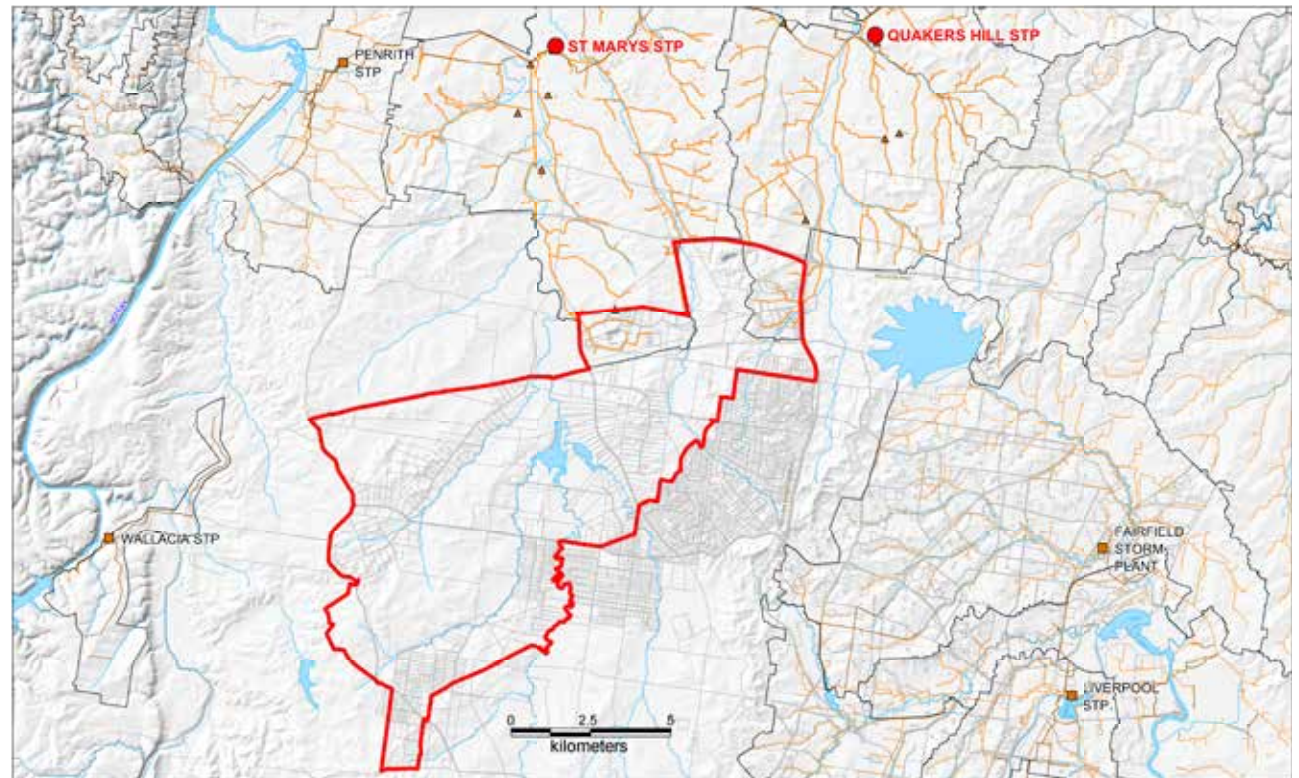 ST MARYS STP
QUAKERS HILL STP
PENRITH
STP
WALLACIA STP
FAIRFIELD
STORM
PLANT
LIVERPOOL
STP
0 2.5 5
kilometers